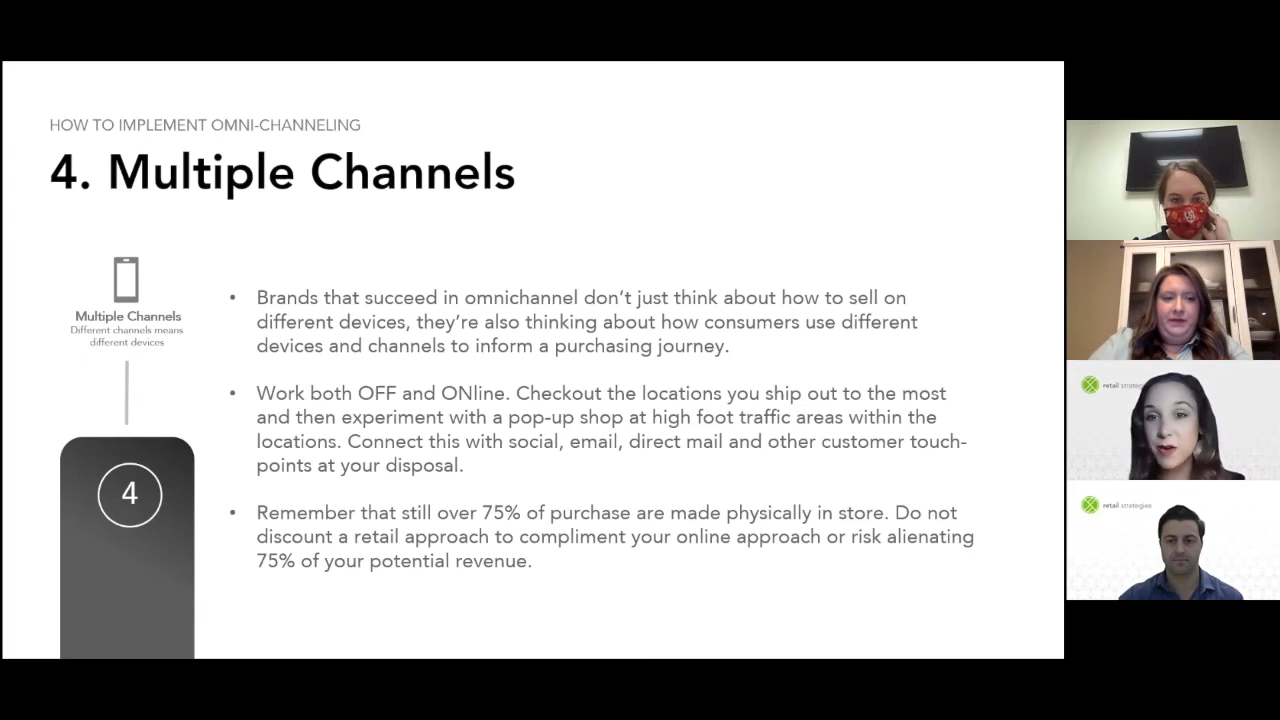 HOW TO IMPLEMENT OMNI-CHANNELING
4. Multiple Channels
Multiple Channels
Different channels means
different devices
4
• Brands that succeed in omnichannel don’t just think about how to sell on
different devices, they’re also thinking about how consumers use different
devices and channels to inform a purchasing journey.
• Work both OFF and ONline. Checkout the locations you ship out to the most
and then experiment with a pop-up shop at high foot traffic areas within the
locations. Connect this with social, email, direct mail and other customer touch-
points at your disposal.
• Remember that still over 75% of purchase are made physically in store. Do not
discount a retail approach to compliment your online approach or risk alienating
75% of your potential revenue.
retail
retail strategies